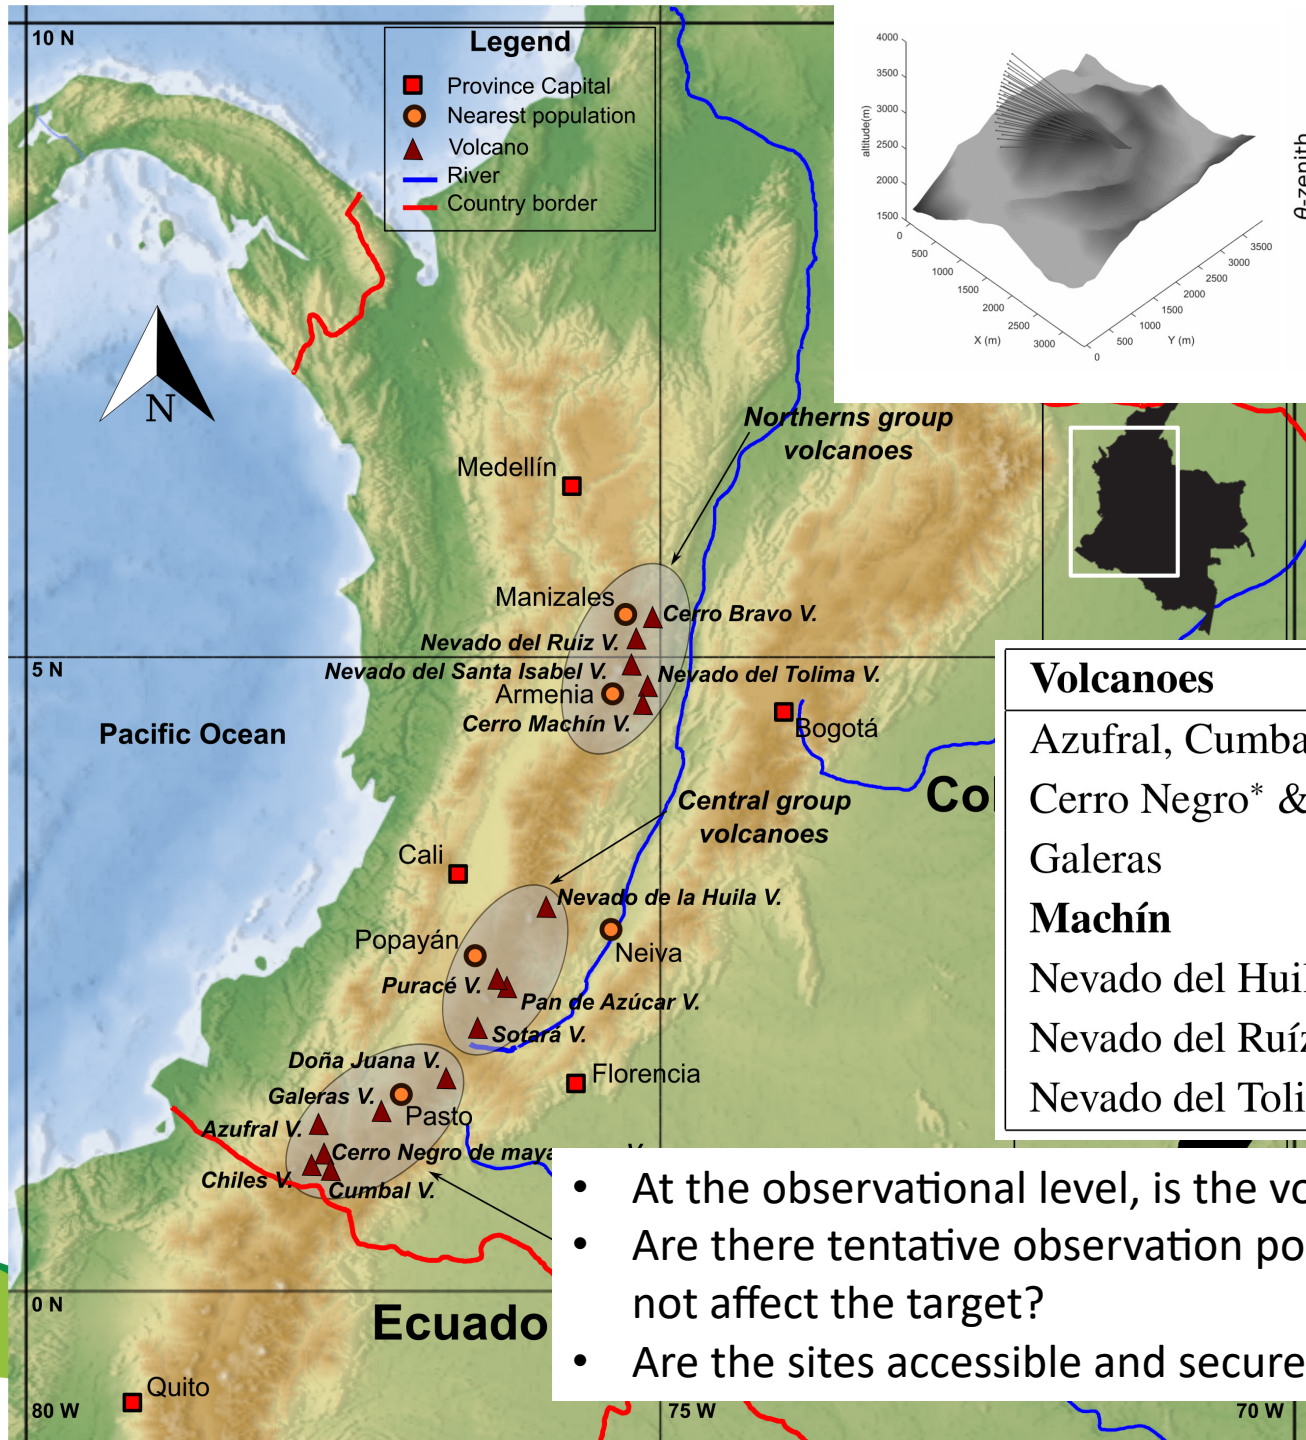 10 N
Legend
Province Capital
Nearest population
Volcano
River
Country border
N
4000
3500
3000
2500
2000
1500
altitude(m)
0
500
1000
1500
2000
2500
3000
X (m)
0
500
1000
1500
2000
2500
3000
3500
Y (m)
θ-zenith
Northerns group
volcanoes
Medellín
Manizales
Cerro Bravo V.
Nevado del Ruiz V.
5 N
Nevado del Santa Isabel V.
Nevado del Tolima V.
Armenia
Cerro Machín V.
Bogotá
Pacific Ocean
Central group
volcanoes
Cali
Nevado de la Huila V.
Popayán
Neiva
Puracé V.
Pan de Azúcar V.
Sotará V.
Doña Juana V.
Florencia
Galeras V.
Pasto
Azufral V.
Cerro Negro de maya
Chiles V.
Cumbal V.
0 N
Ecuado
Quito
80 W
75 W
70 W
Co
Volcanoes
Azufral, Cumba
Cerro Negro* &
Galeras
Machín
Nevado del Huil
Nevado del Ruíz
Nevado del Toli
• At the observational level, is the vo
• Are there tentative observation po
not affect the target?
• Are the sites accessible and secure